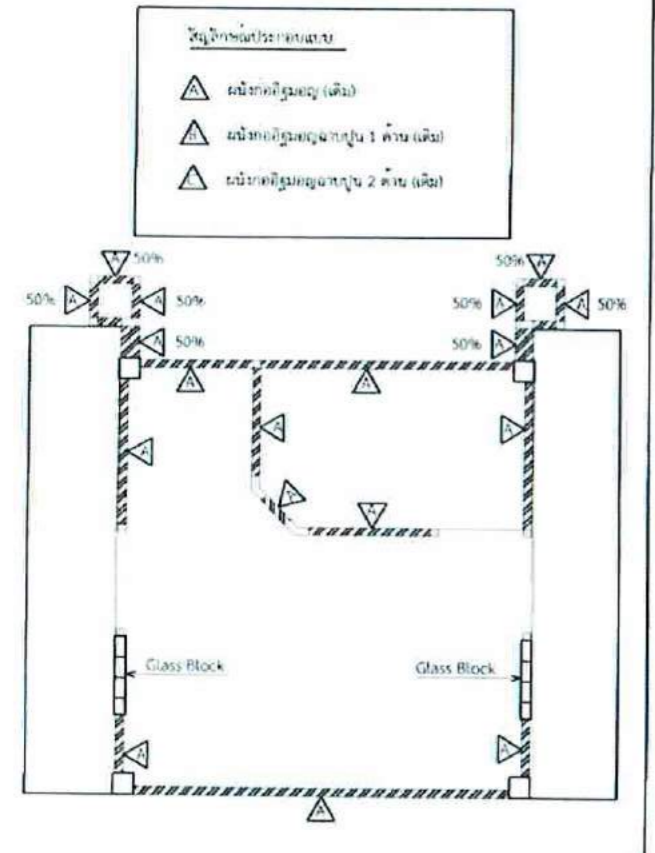 สัญลักษณ์ประกอบแบบ
A ผนังก่ออิฐมอญ (เดิม)
B ผนังก่ออิฐมอญฉาบปูน 1 ด้าน (เดิม)
C ผนังก่ออิฐมอญฉาบปูน 2 ด้าน (เดิม)
A 50% 50% A
50% A A 50% 50% A A 50%
A 50% 50% A
A A
A A A
A
A
Glass Block Glass Block
A A
A